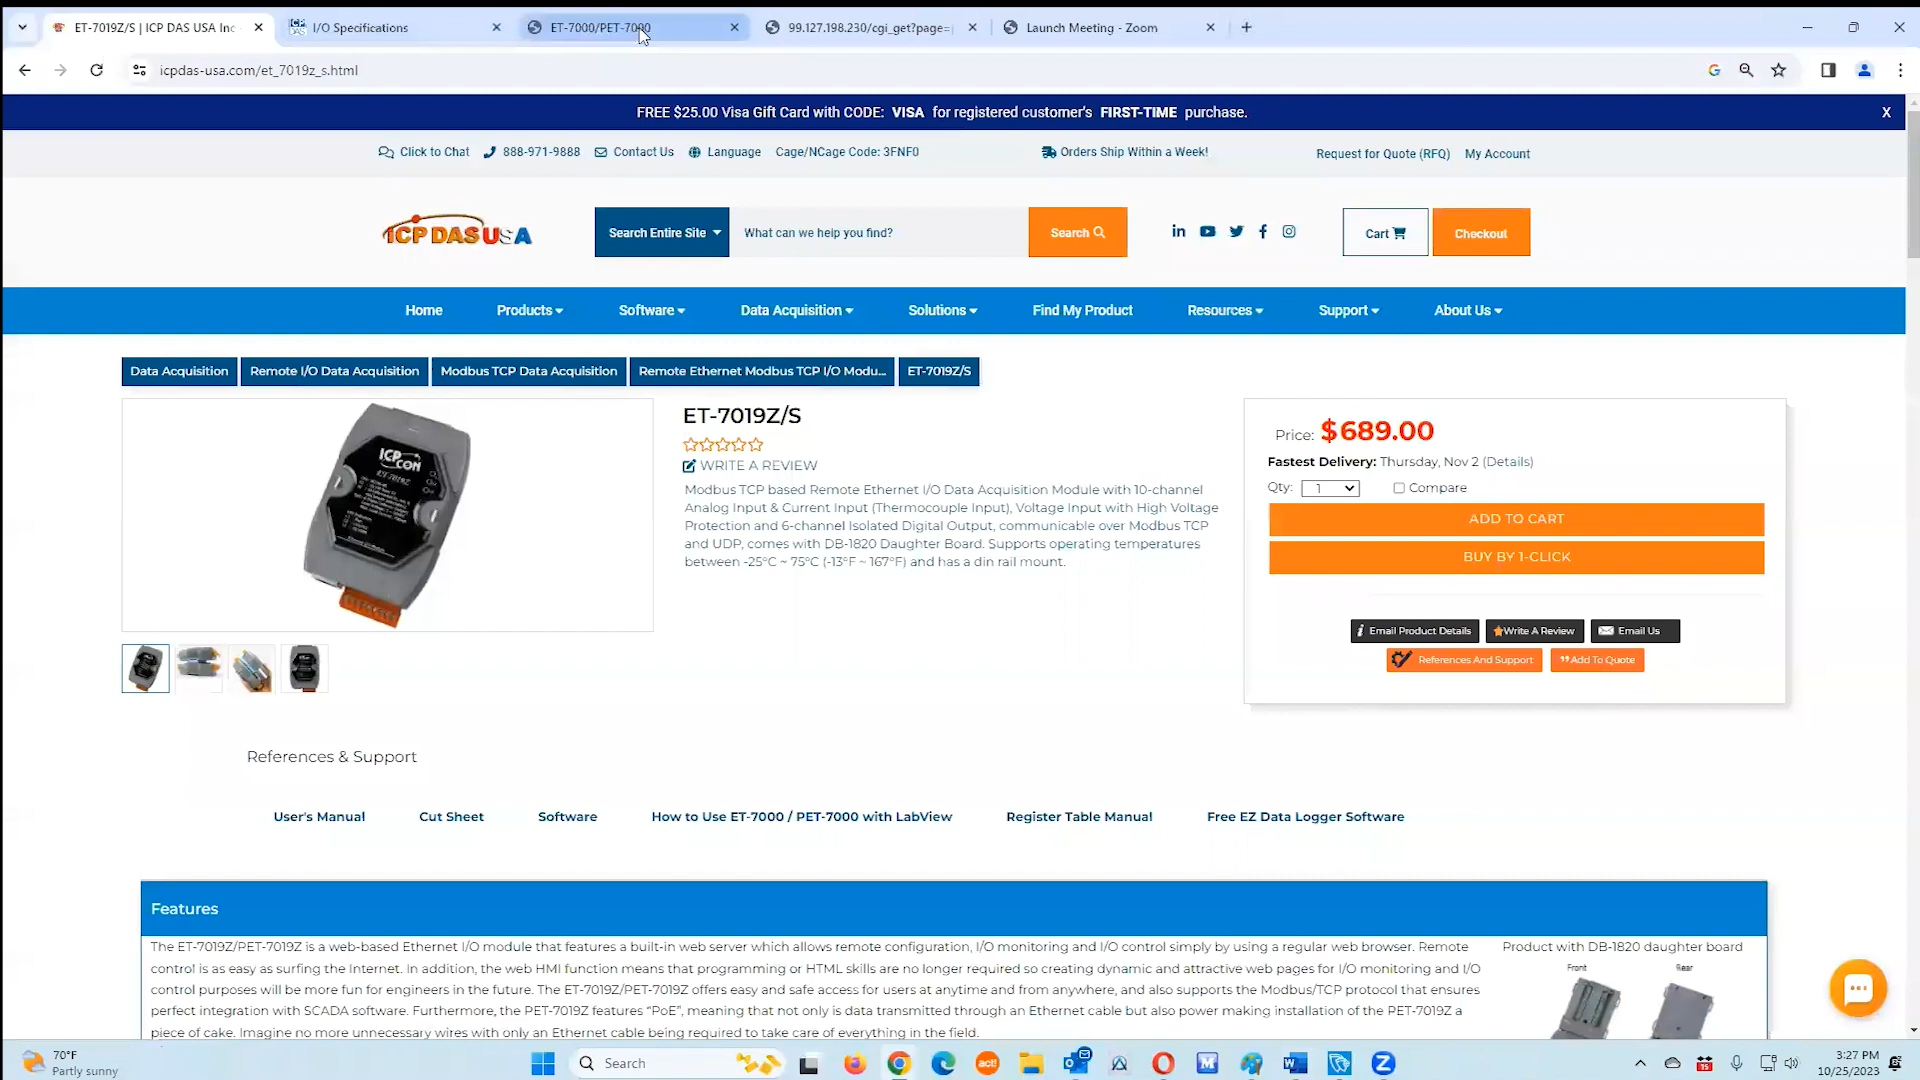 ET-7019Z/S | ICP DAS USA Inc
I/O Specifications
ET-7000/PET-7000
99.127.198.230/cgi_get?page=
Launch Meeting - Zoom
icpdas-usa.com/et_7019z_s.html
FREE $25.00 Visa Gift Card with CODE: VISA for registered customer's FIRST-TIME purchase.
X
Click to Chat
888-971-9888
Contact Us
Language
Cage/NCage Code: 3FNF0
Orders Ship Within a Week!
Request for Quote (RFQ)
My Account
ICP DAS USA
Search Entire Site
What can we help you find?
Search
Cart
Checkout
Home
Products
Software
Data Acquisition
Solutions
Find My Product
Resources
Support
About Us
Data Acquisition
Remote I/O Data Acquisition
Modbus TCP Data Acquisition
Remote Ethernet Modbus TCP I/O Modu...
ET-7019Z/S
ICP CON
ET-7019Z/S
WRITE A REVIEW
Modbus TCP based Remote Ethernet I/O Data Acquisition Module with 10-channel
Analog Input & Current Input (Thermocouple Input), Voltage Input with High Voltage
Protection and 6-channel Isolated Digital Output, communicable over Modbus TCP
and UDP, comes with DB-1820 Daughter Board. Supports operating temperatures
between -25°C ~ 75°C (-13°F ~ 167°F) and has a din rail mount.
Price: $689.00
Fastest Delivery: Thursday, Nov 2 (Details)
Qty: 1
Compare
ADD TO CART
BUY BY 1-CLICK
Email Product Details
Write A Review
Email Us
References And Support
Add To Quote
References & Support
User's Manual
Cut Sheet
Software
How to Use ET-7000 / PET-7000 with LabView
Register Table Manual
Free EZ Data Logger Software
Features
The ET-7019Z/PET-7019Z is a web-based Ethernet I/O module that features a built-in web server which allows remote configuration, I/O monitoring and I/O control simply by using a regular web browser. Remote
control is as easy as surfing the Internet. In addition, the web HMI function means that programming or HTML skills are no longer required so creating dynamic and attractive web pages for I/O monitoring and I/O
control purposes will be more fun for engineers in the future. The ET-7019Z/PET-7019Z offers easy and safe access for users at anytime and from anywhere, and also supports the Modbus/TCP protocol that ensures
perfect integration with SCADA software. Furthermore, the PET-7019Z features "PoE", meaning that not only is data transmitted through an Ethernet cable but also power making installation of the PET-7019Z a
piece of cake. Imagine no more unnecessary wires with only an Ethernet cable being required to take care of everything in the field.
Product with DB-1820 daughter board
Front
Rear
70°F
Partly sunny
Search
act!
3:27 PM
10/25/2023